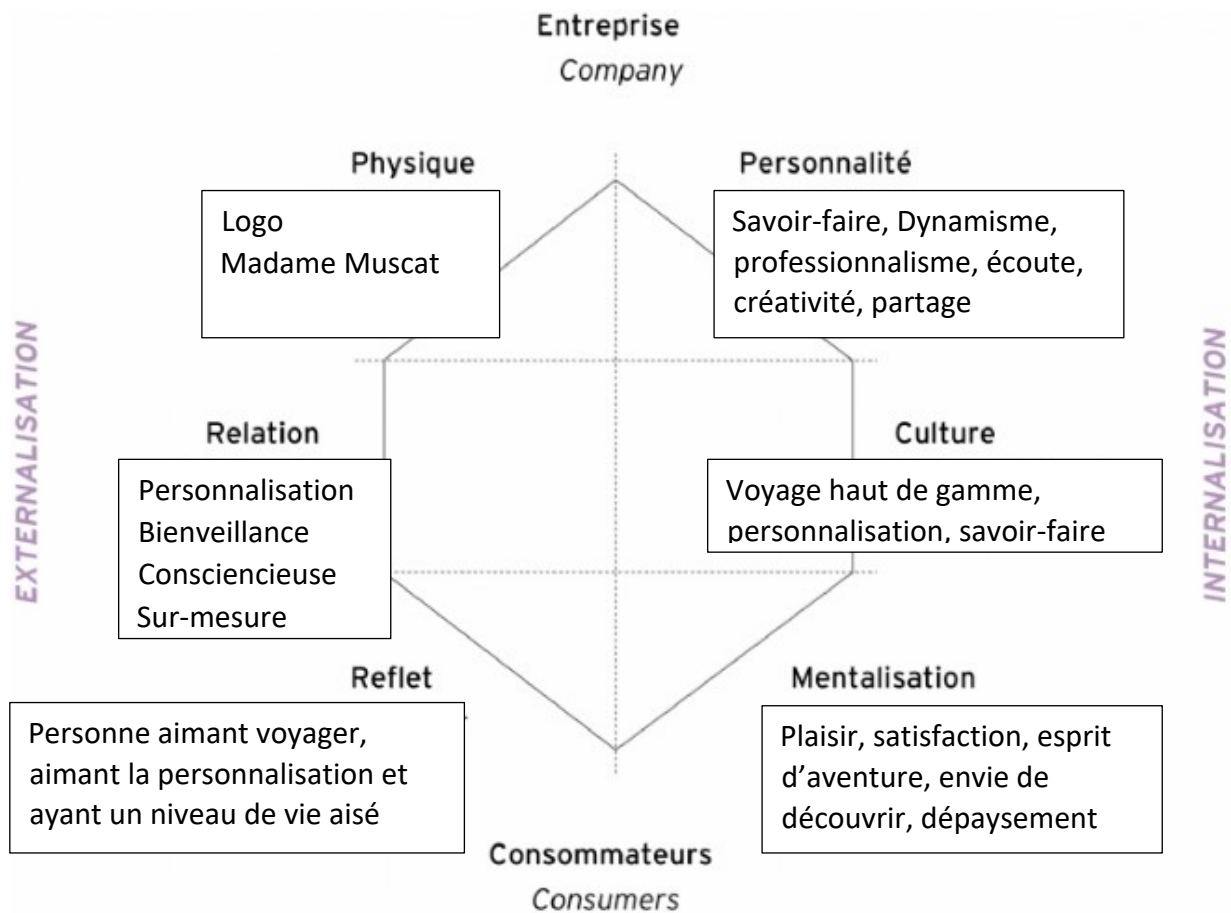 Entreprise
Company
Physique
Personnalité
Logo
Madame Muscat
Savoir-faire, Dynamisme,
professionnalisme, écoute,
créativité, partage
EXTERNALISATION
INTERNALISATION
Relation
Culture
Personnalisation
Bienveillance
Consciencieuse
Sur-mesure
Voyage haut de gamme,
personnalisation, savoir-faire
Reflet
Mentalisation
Personne aimant voyager,
aimant la personnalisation et
ayant un niveau de vie aisé
Plaisir, satisfaction, esprit
d’aventure, envie de
découvrir, dépaysement
Consommateurs
Consumers